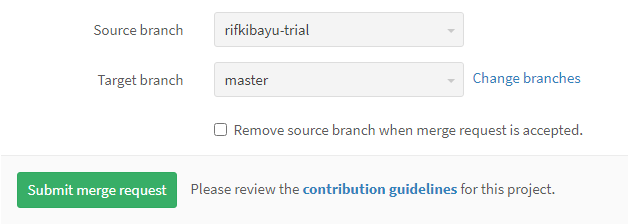 Source branch rifkibayu-trial
Target branch master Change branches
Remove source branch when merge request is accepted.
Submit merge request Please review the contribution guidelines for this project.